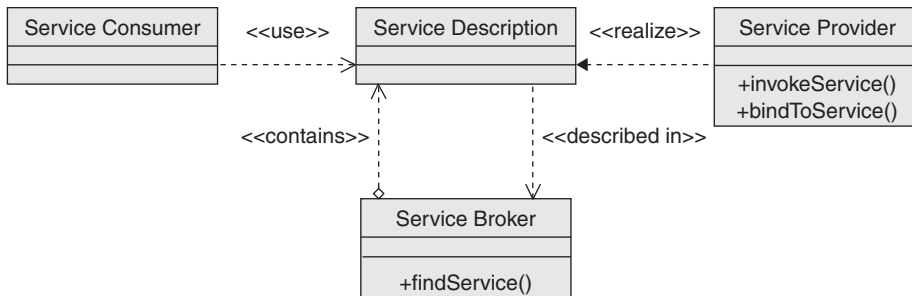 Service Consumer
<<use>>
Service Description
<<realize>>
Service Provider
+invokeService()
+bindToService()
<<contains>>
<<described in>>
Service Broker
+findService()